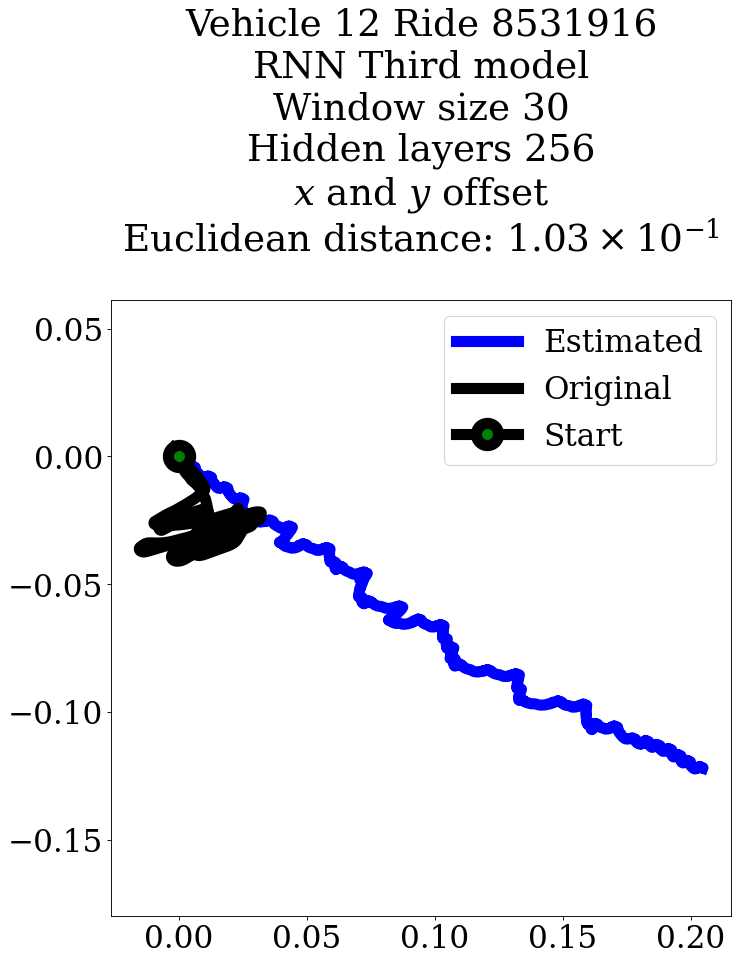 Vehicle 12 Ride 8531916
RNN Third model
Window size 30
Hidden layers 256
x and y offset
Euclidean distance: 1.03 × 10⁻¹
Estimated
Original
Start
0.05
0.00
−0.05
−0.10
−0.15
0.00 0.05 0.10 0.15 0.20